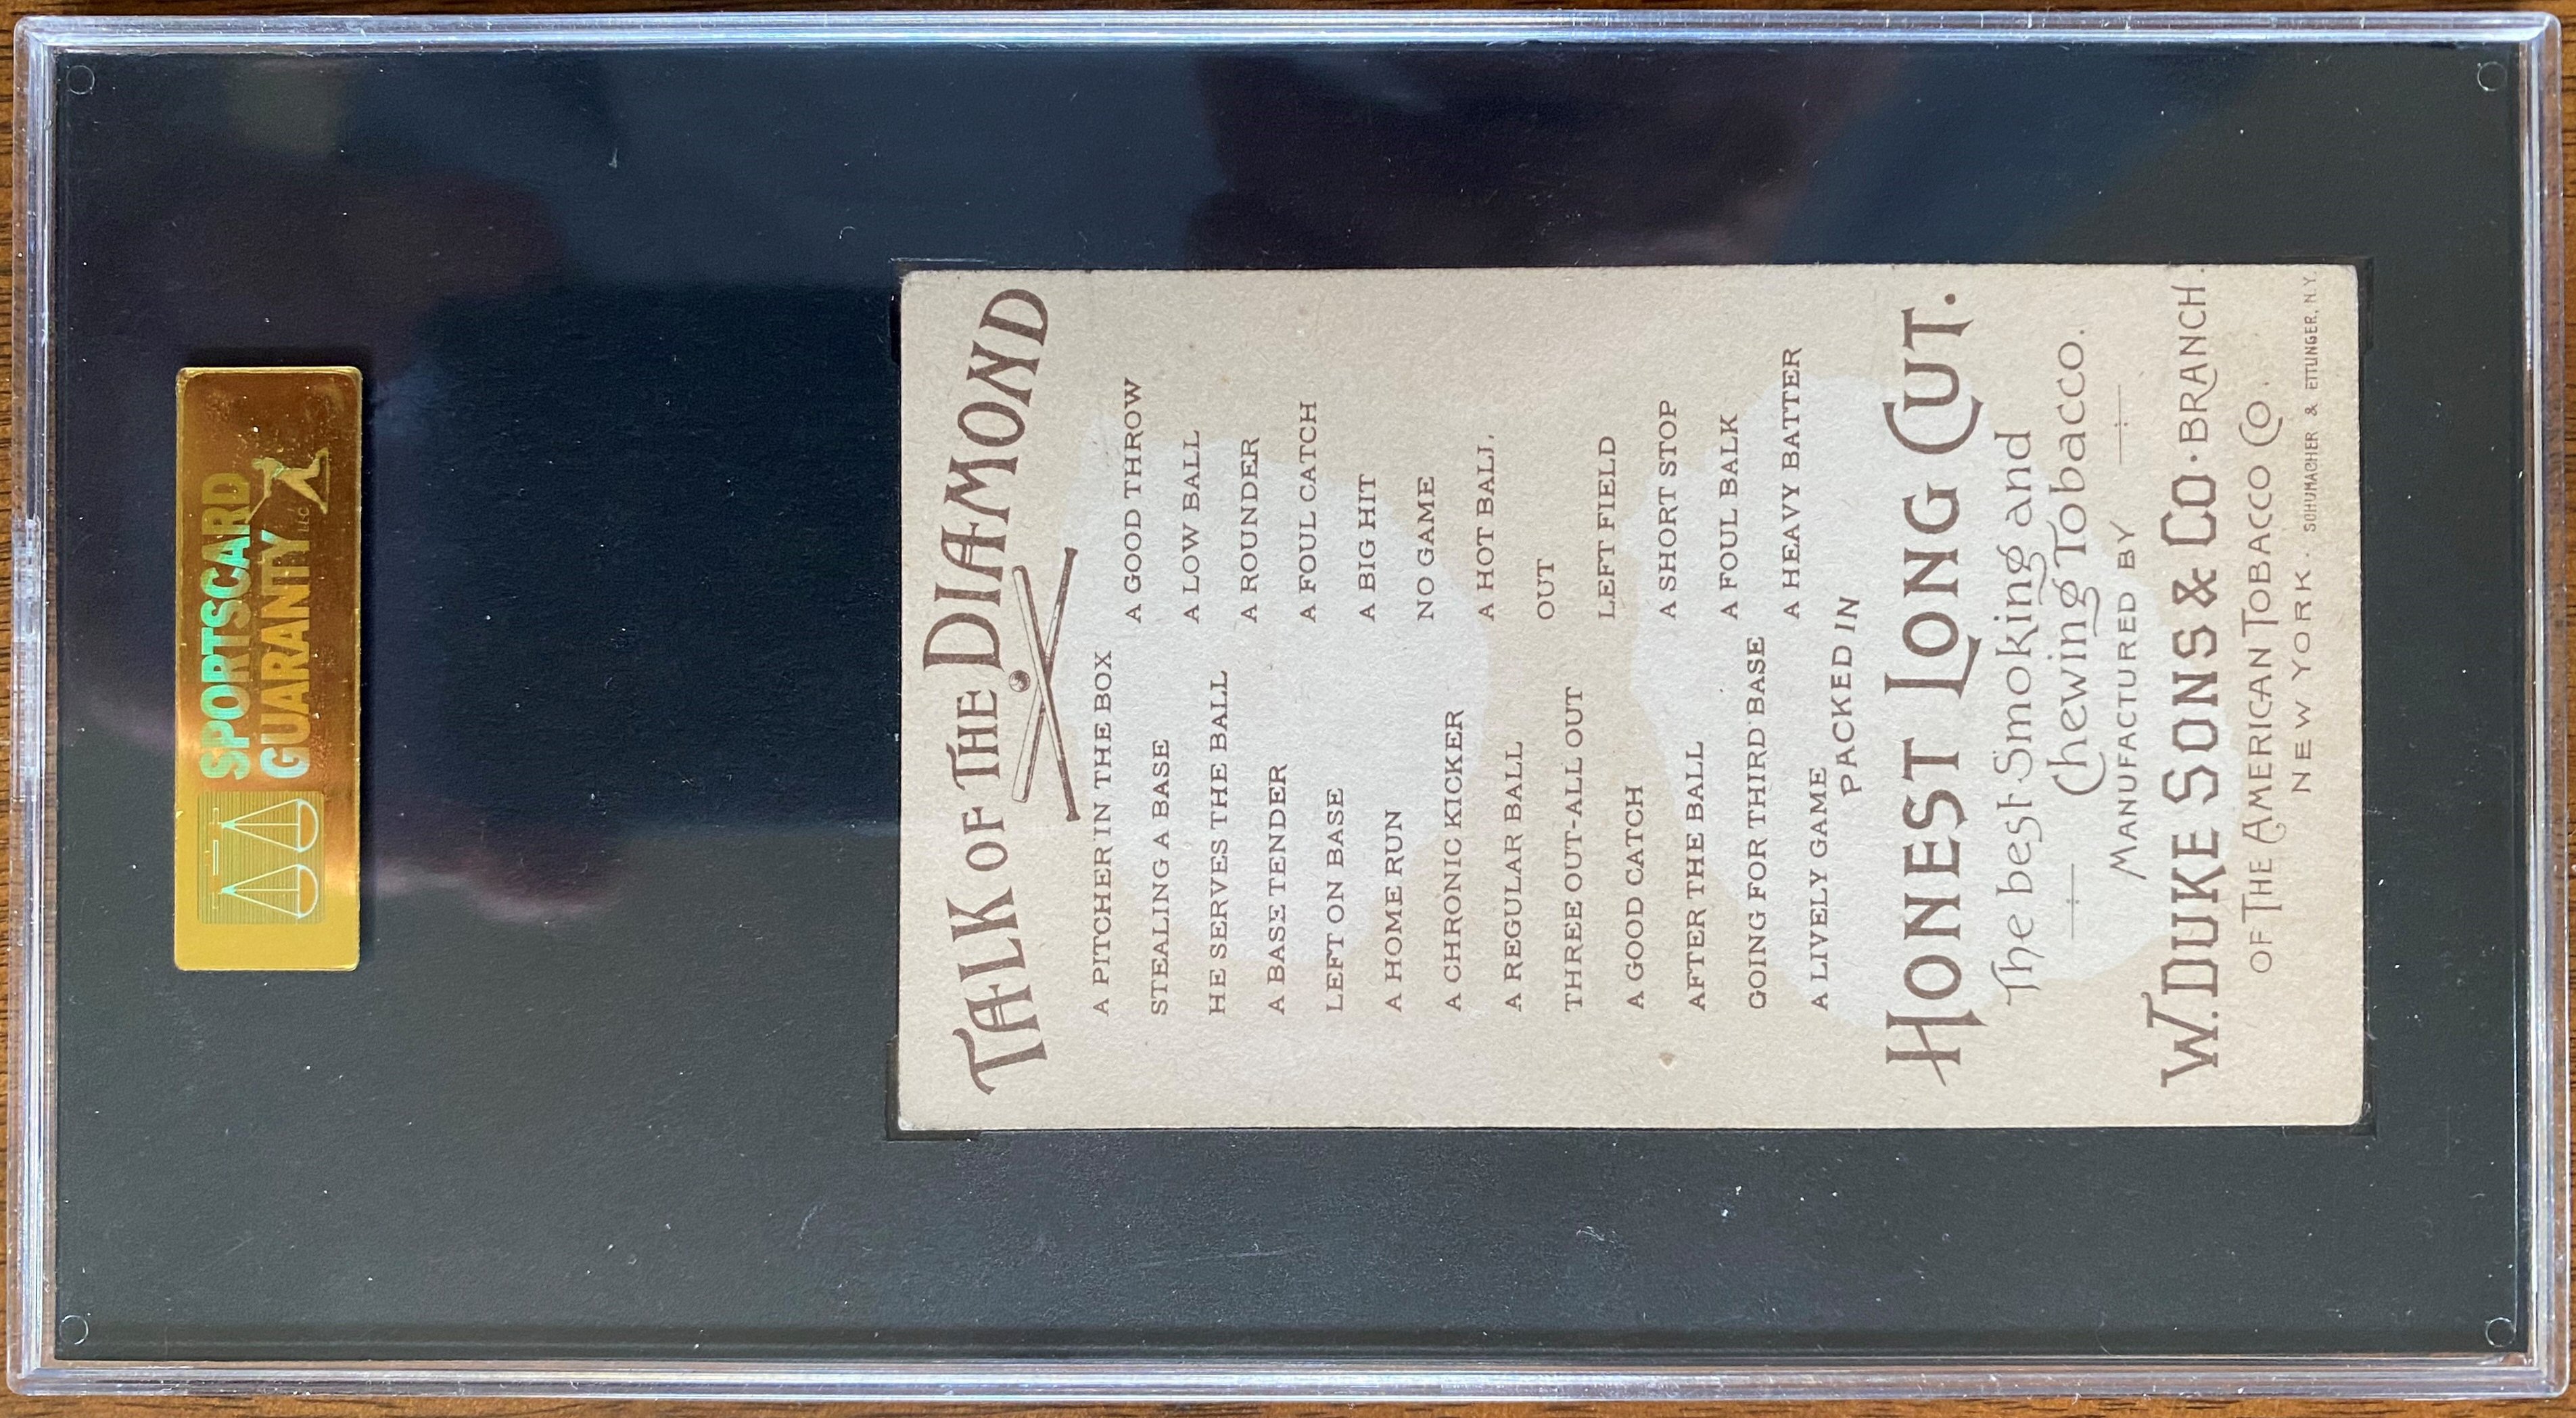 SPORTSCARD
GUARANTY LLC
TALK OF THE DIAMOND
A PITCHER IN THE BOX
A GOOD THROW
STEALING A BASE
A LOW BALL
HE SERVES THE BALL
A ROUNDER
A BASE TENDER
A FOUL CATCH
LEFT ON BASE
A BIG HIT
A HOME RUN
NO GAME
A CHRONIC KICKER
A HOT BALL
A REGULAR BALL
OUT
THREE OUT-ALL OUT
LEFT FIELD
A GOOD CATCH
A SHORT STOP
AFTER THE BALL
A FOUL BALK
GOING FOR THIRD BASE
A HEAVY BATTER
A LIVELY GAME
PACKED IN
HONEST LONG CUT.
The best Smoking and
Chewing Tobacco.
MANUFACTURED BY
W. DUKE SONS & CO. BRANCH
OF THE AMERICAN TOBACCO CO.
NEW YORK. SCHUMACHER & ETTLINGER, N.Y.